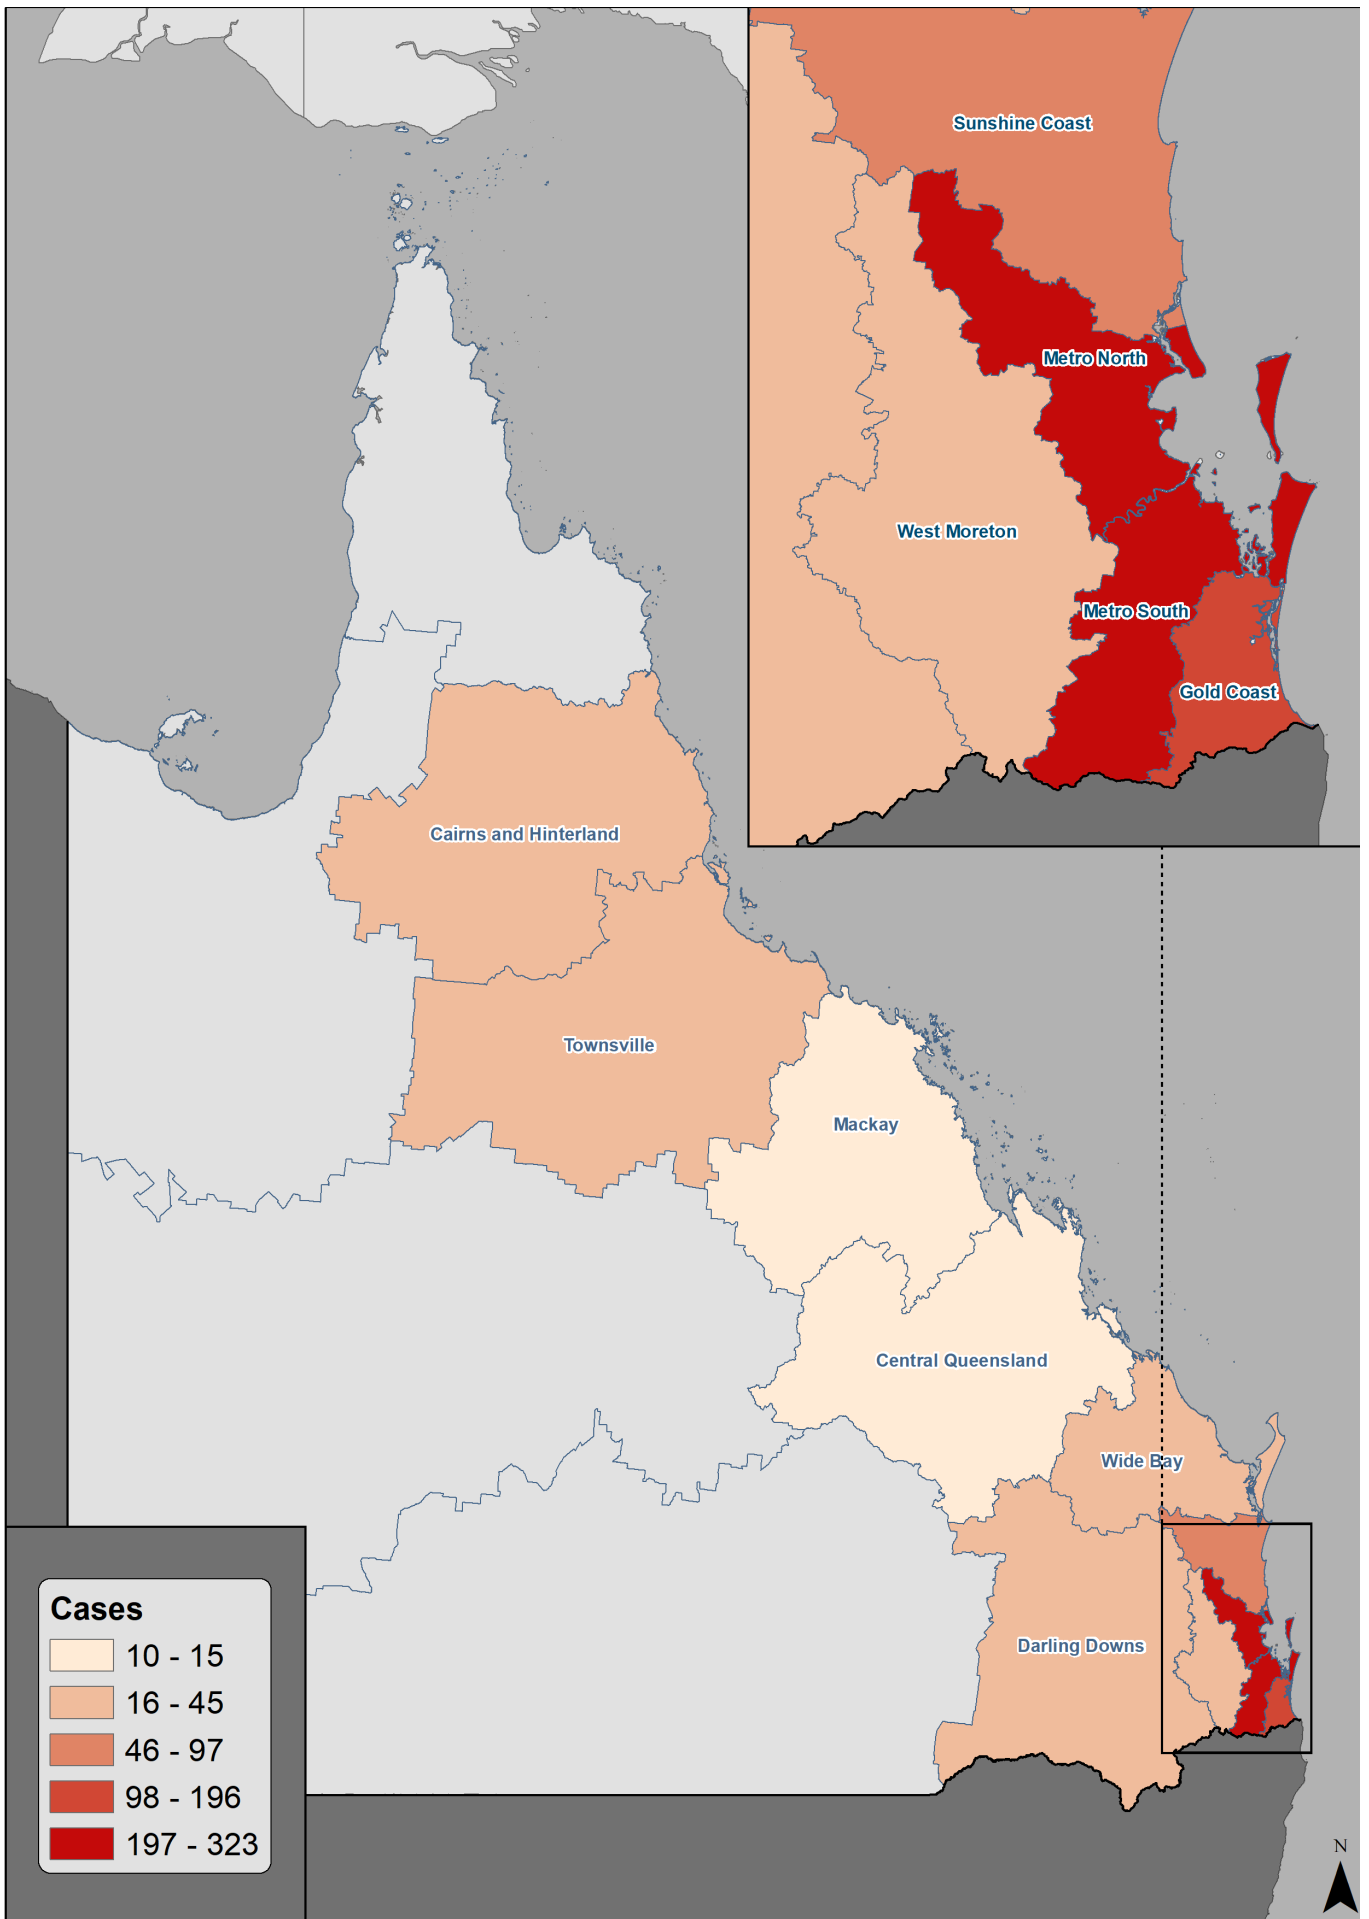 Sunshine Coast
Metro North
West Moreton
Metro South
Gold Coast
Cairns and Hinterland
Townsville
Mackay
Central Queensland
Wide Bay
Darling Downs
Cases
10 - 15
16 - 45
46 - 97
98 - 196
197 - 323
N